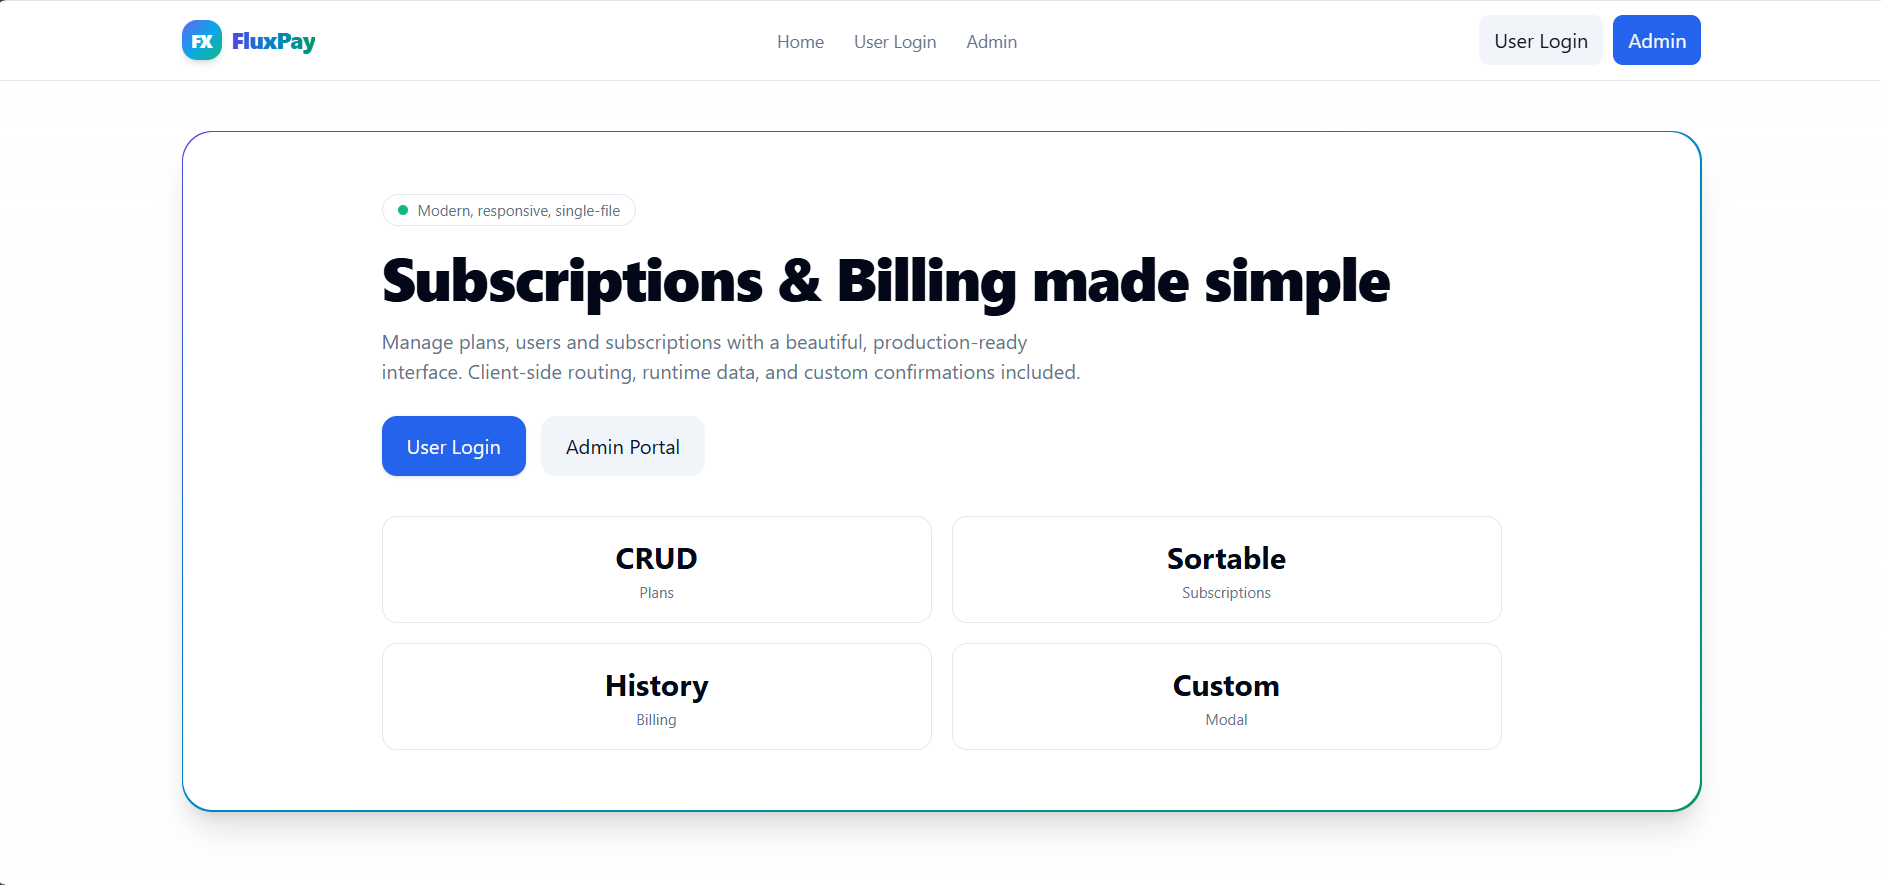 FX FluxPay
Home User Login Admin
User Login Admin
Modern, responsive, single-file
Subscriptions & Billing made simple
Manage plans, users and subscriptions with a beautiful, production-ready
interface. Client-side routing, runtime data, and custom confirmations included.
User Login Admin Portal
CRUD
Plans
Sortable
Subscriptions
History
Billing
Custom
Modal